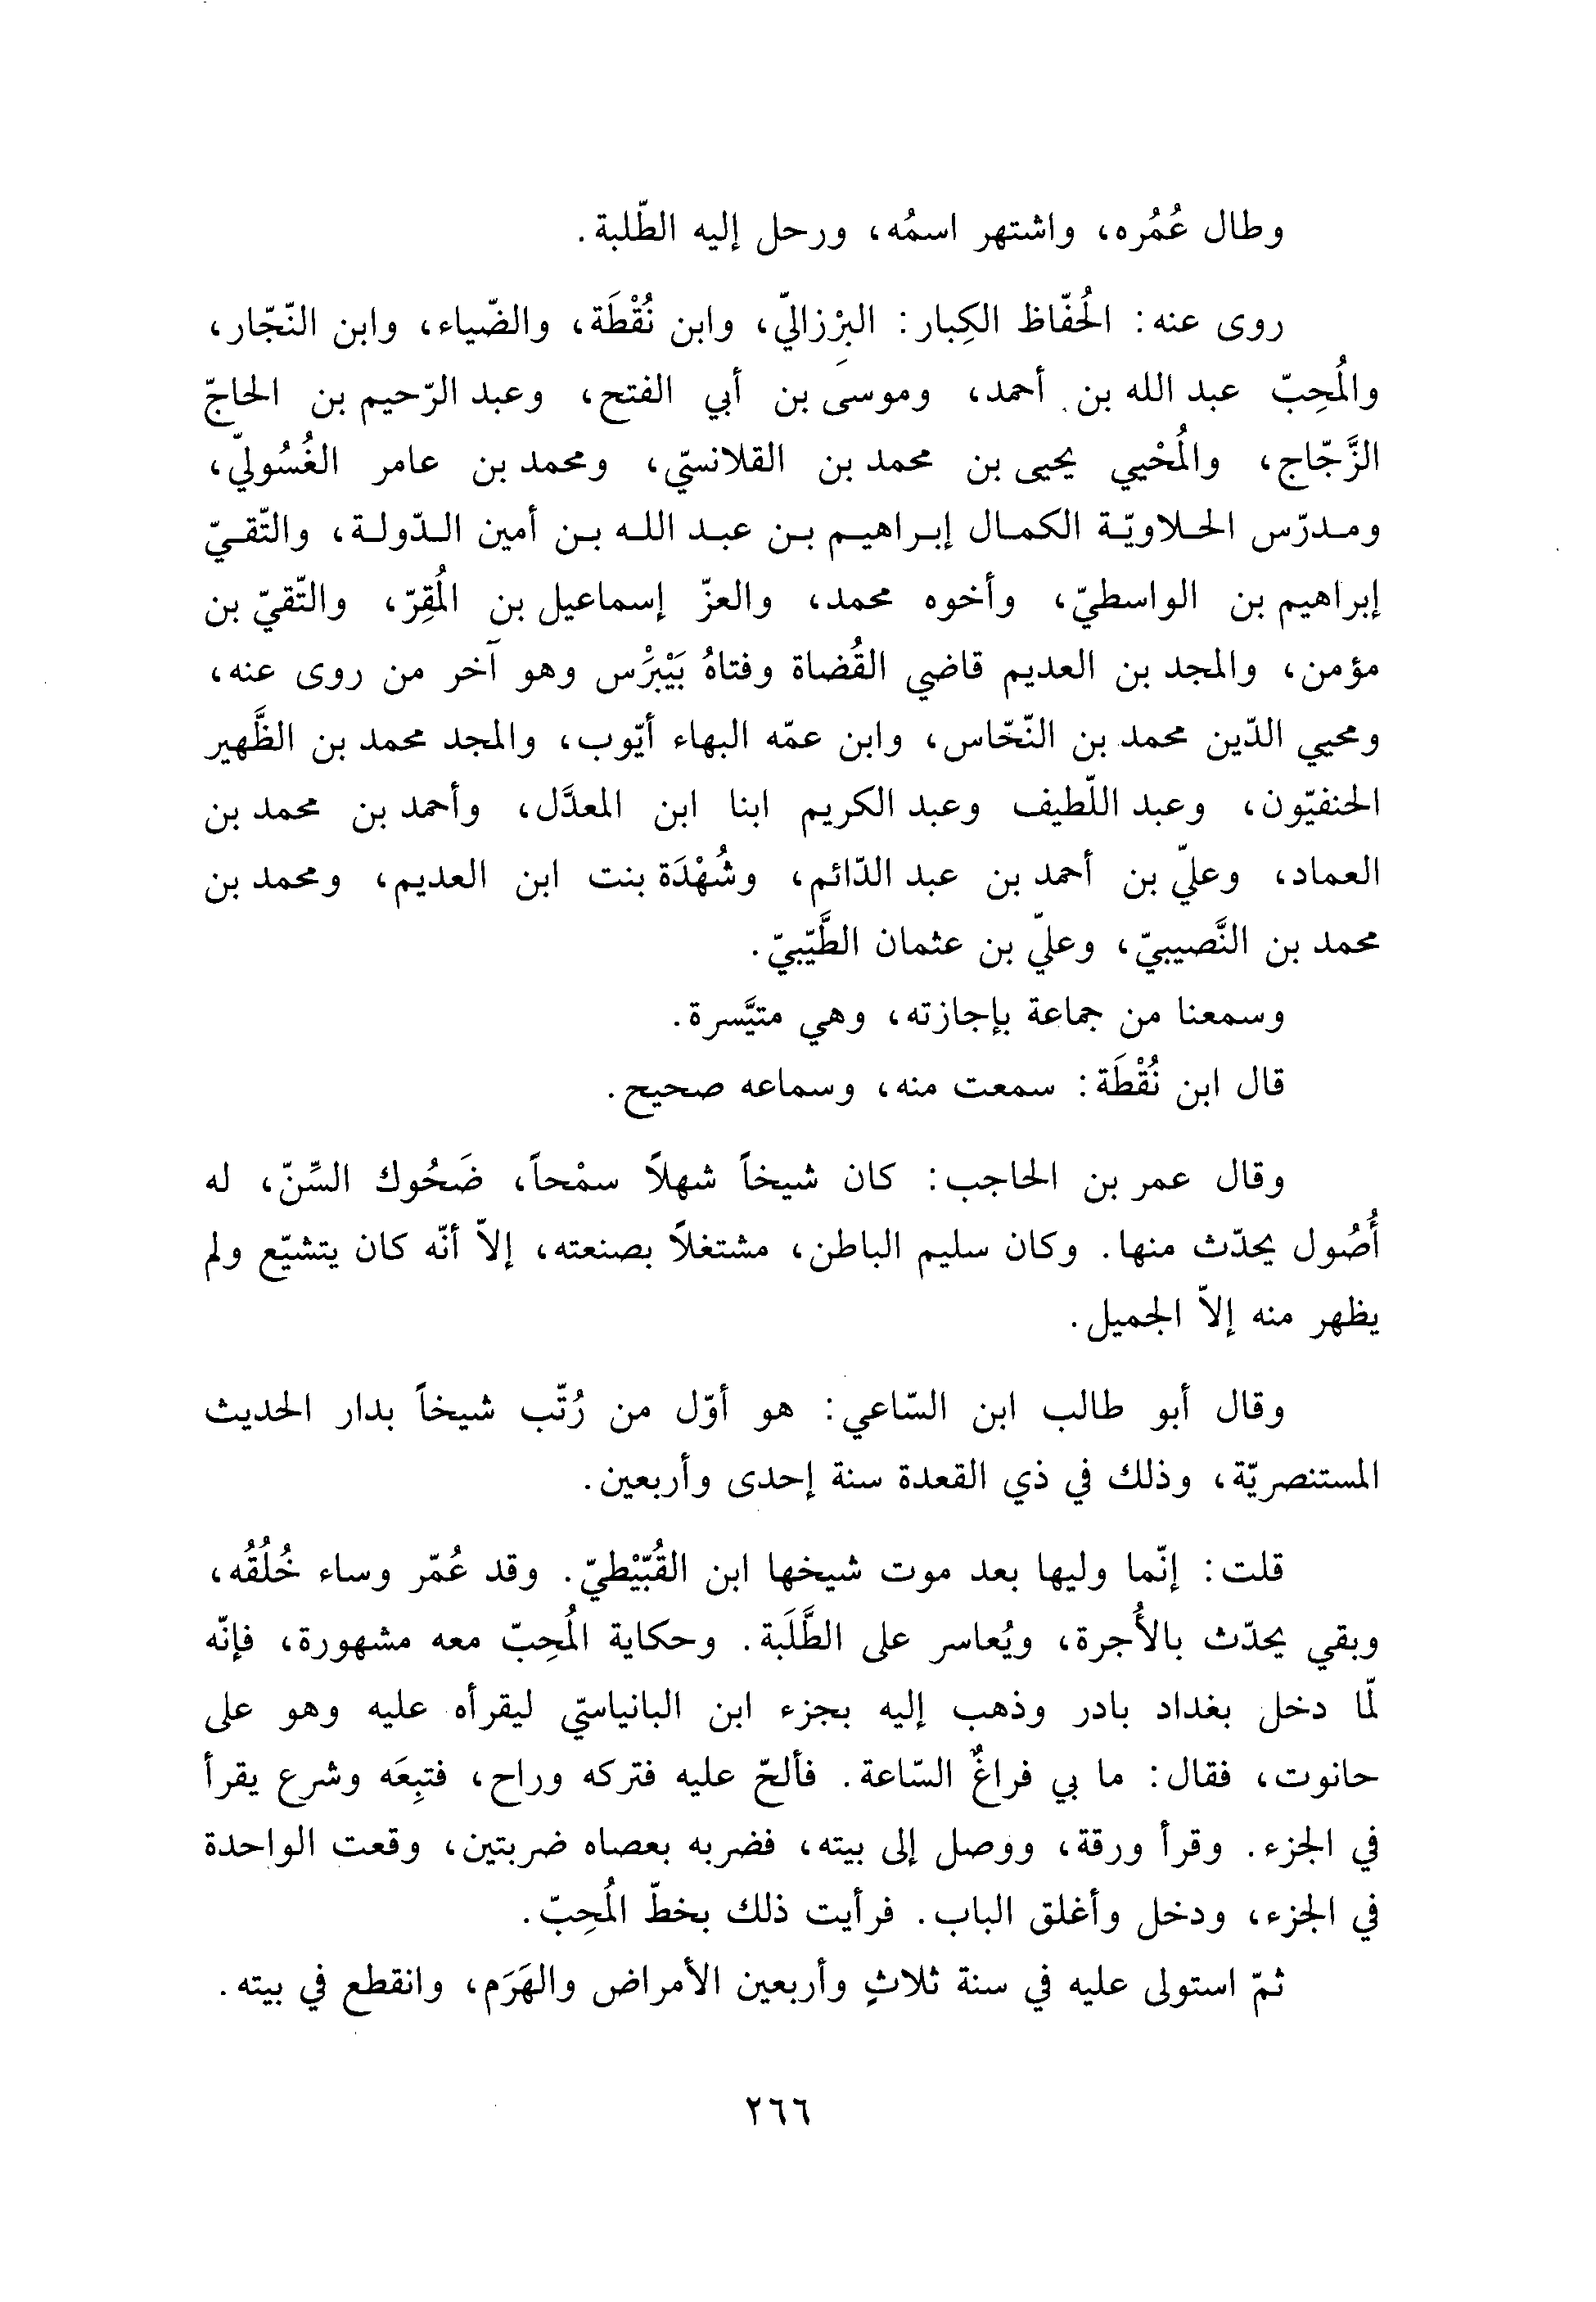 وطال عُمُره، واشتهر اسمُه، ورحل إليه الطّلبة.
روى عنه: الحُفّاظ الكِبار: البِرْزاليّ، وابن نُقْطَة، والضّياء، وابن النّجّار،
والمُحِبّ عبد الله بن أحمد، وموسى بن أبي الفتح، وعبد الرّحيم بن الحاجّ
الزَّجّاج، والمُحْيي يحيى بن محمد بن القلانسيّ، ومحمد بن عامر الغُسُوليّ،
ومدرّس الحلاويّة الكمال إبراهيم بن عبد الله بن أمين الدّولة، والتّقيّ
إبراهيم بن الواسطيّ، وأخوه محمد، والعزّ إسماعيل بن المُقِرّ، والتّقيّ بن
مؤمن، والمجد بن العديم قاضي القُضاة وفتاهُ بَيْبَرْس وهو آخر من روى عنه،
ومحيي الدّين محمد بن النّخّاس، وابن عمّه البهاء أيّوب، والمجد محمد بن الظَّهير
الحنفيّون، وعبد اللّطيف وعبد الكريم ابنا ابن المعدَّل، وأحمد بن محمد بن
العماد، وعليّ بن أحمد بن عبد الدّائم، وشُهْدَة بنت ابن العديم، ومحمد بن
محمد بن النَّصيبيّ، وعليّ بن عثمان الطَّيّبيّ.
وسمعنا من جماعة بإجازته، وهي متيَّسرة.
قال ابن نُقْطَة: سمعت منه، وسماعه صحيح.
وقال عمر بن الحاجب: كان شيخاً شهلاً سمْحاً، ضَحُوك السِّنّ، له
أُصُول يحدّث منها. وكان سليم الباطن، مشتغلاً بصنعته، إلاّ أنّه كان يتشيّع ولم
يظهر منه إلاّ الجميل.
وقال أبو طالب ابن السّاعي: هو أوّل من رُتّب شيخاً بدار الحديث
المستنصريّة، وذلك في ذي القعدة سنة إحدى وأربعين.
قلت: إنّما وليها بعد موت شيخها ابن القُبّيْطيّ. وقد عُمّر وساء خُلُقُه،
وبقي يحدّث بالأُجرة، ويُعاسر على الطَّلَبة. وحكاية المُحِبّ معه مشهورة، فإنّه
لمّا دخل بغداد بادر وذهب إليه بجزء ابن البانياسيّ ليقرأه عليه وهو على
حانوت، فقال: ما بي فراغٌ السّاعة. فألحّ عليه فتركه وراح، فتبِعَه وشرع يقرأ
في الجزء. وقرأ ورقة، ووصل إلى بيته، فضربه بعصاه ضربتين، وقعت الواحدة
في الجزء، ودخل وأغلق الباب. فرأيت ذلك بخطّ المُحِبّ.
ثمّ استولى عليه في سنة ثلاثٍ وأربعين الأمراض والهَرَم، وانقطع في بيته.
٢٦٦